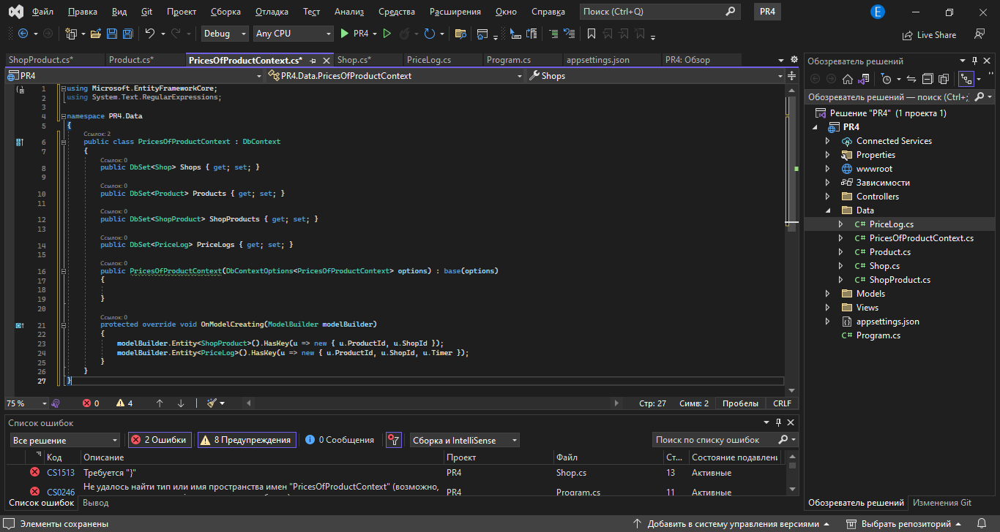 Файл Правка Вид Git Проект Сборка Отладка Тест Анализ Средства Расширения Окно Справка Поиск (Ctrl+Q) PR4 E
Debug Any CPU PR4 Live Share
ShopProduct.cs* Product.cs* PricesOfProductContext.cs* Shop.cs* PriceLog.cs Program.cs appsettings.json PR4: Обзор
PR4 PR4.Data.PricesOfProductContext Shops
1 using Microsoft.EntityFrameworkCore;
2 using System.Text.RegularExpressions;
3
4 namespace PR4.Data
5 {
Ссылок: 2
6 public class PricesOfProductContext : DbContext
7 {
Ссылок: 0
8 public DbSet<Shop> Shops { get; set; }
9
Ссылок: 0
10 public DbSet<Product> Products { get; set; }
11
Ссылок: 0
12 public DbSet<ShopProduct> ShopProducts { get; set; }
13
Ссылок: 0
14 public DbSet<PriceLog> PriceLogs { get; set; }
15
Ссылок: 0
16 public PricesOfProductContext(DbContextOptions<PricesOfProductContext> options) : base(options)
17 {
18
19 }
20
Ссылок: 0
21 protected override void OnModelCreating(ModelBuilder modelBuilder)
22 {
23 modelBuilder.Entity<ShopProduct>().HasKey(u => new { u.ProductId, u.ShopId });
24 modelBuilder.Entity<PriceLog>().HasKey(u => new { u.ProductId, u.ShopId, u.Timer });
25 }
26 }
27 }
75 % 0 4 Стр: 27 Симв: 2 Пробелы CRLF
Список ошибок
Все решение 2 Ошибки 8 Предупреждения 0 Сообщения Сборка и IntelliSense Поиск по списку ошибок
Код Описание Проект Файл Ст... Состояние подавлени
CS1513 Требуется "}" PR4 Shop.cs 13 Активные
CS0246 Не удалось найти тип или имя пространства имен "PricesOfProductContext" (возможно, PR4 Program.cs 11 Активные
Список ошибок Вывод
Обозреватель решений
Обозреватель решений — поиск (Ctrl+;
Решение "PR4" (1 проекта 1)
PR4
Connected Services
Properties
wwwroot
Зависимости
Controllers
Data
C# PriceLog.cs
C# PricesOfProductContext.cs
C# Product.cs
C# Shop.cs
C# ShopProduct.cs
Models
Views
appsettings.json
C# Program.cs
Обозреватель решений Изменения Git
Элементы сохранены Добавить в систему управления версиями Выбрать репозиторий